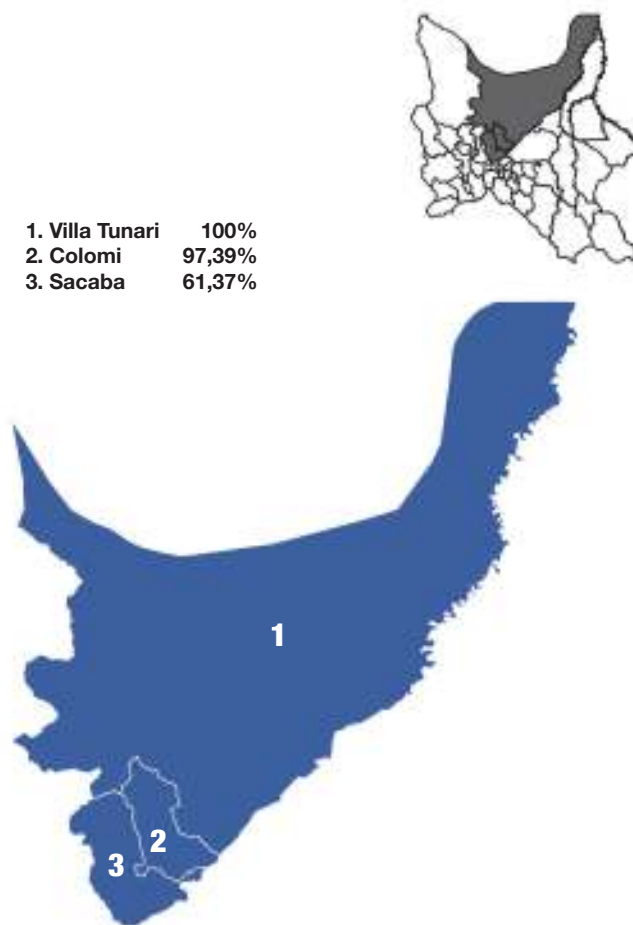 1. Villa Tunari 100%
2. Colomi 97,39%
3. Sacaba 61,37%
1
2
3